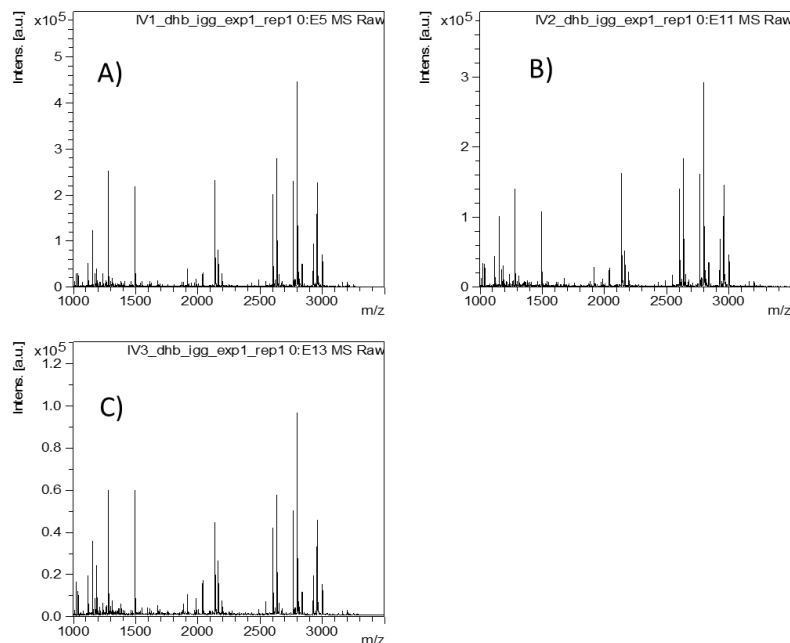 x10⁵
Intens. [a.u.]
IV1_dhb_igg_exp1_rep1 0:E5 MS Raw
A)
5
4
3
2
1
0
1000 1500 2000 2500 3000
m/z
x10⁵
Intens. [a.u.]
IV2_dhb_igg_exp1_rep1 0:E11 MS Raw
B)
3
2
1
0
1000 1500 2000 2500 3000
m/z
x10⁵
Intens. [a.u.]
IV3_dhb_igg_exp1_rep1 0:E13 MS Raw
C)
1.2
1.0
0.8
0.6
0.4
0.2
0.0
1000 1500 2000 2500 3000
m/z